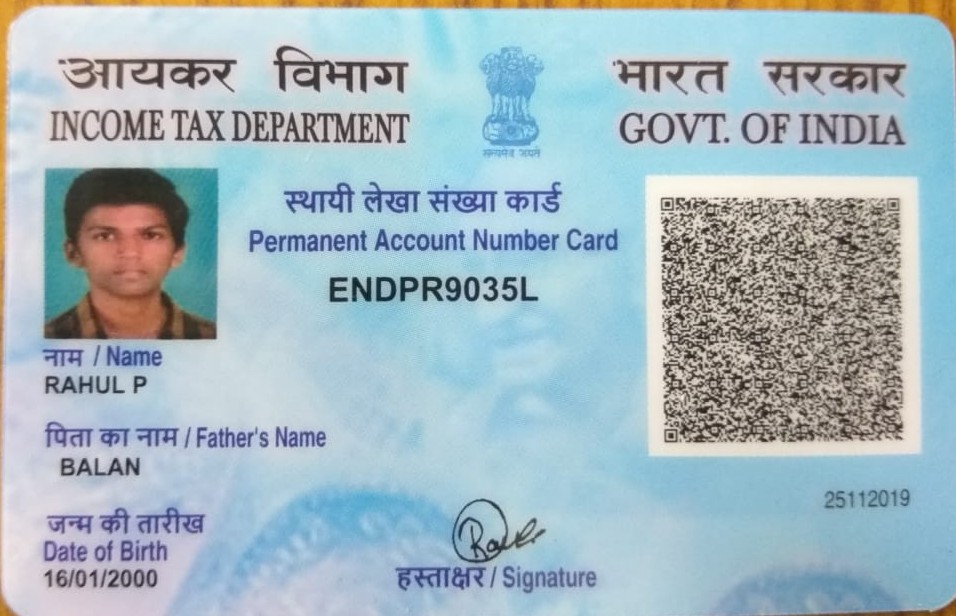 आयकर विभाग
INCOME TAX DEPARTMENT
सत्यमेव जयते
भारत सरकार
GOVT. OF INDIA
स्थायी लेखा संख्या कार्ड
Permanent Account Number Card
ENDPR9035L
नाम / Name
RAHUL P
पिता का नाम / Father's Name
BALAN
25112019
जन्म की तारीख
Date of Birth
16/01/2000
हस्ताक्षर / Signature